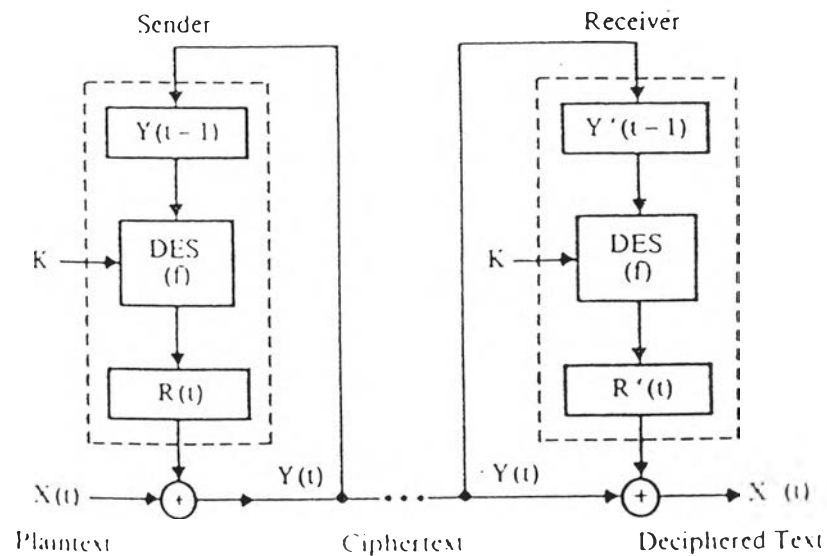 Sender
Receiver
Y(t – 1)
Y′(t – 1)
K
DES
(f)
K
DES
(f)
R(t)
R′(t)
X(t)
+
Y(t)
Y(t)
+
X (t)
Plaintext
Ciphertext
Deciphered Text